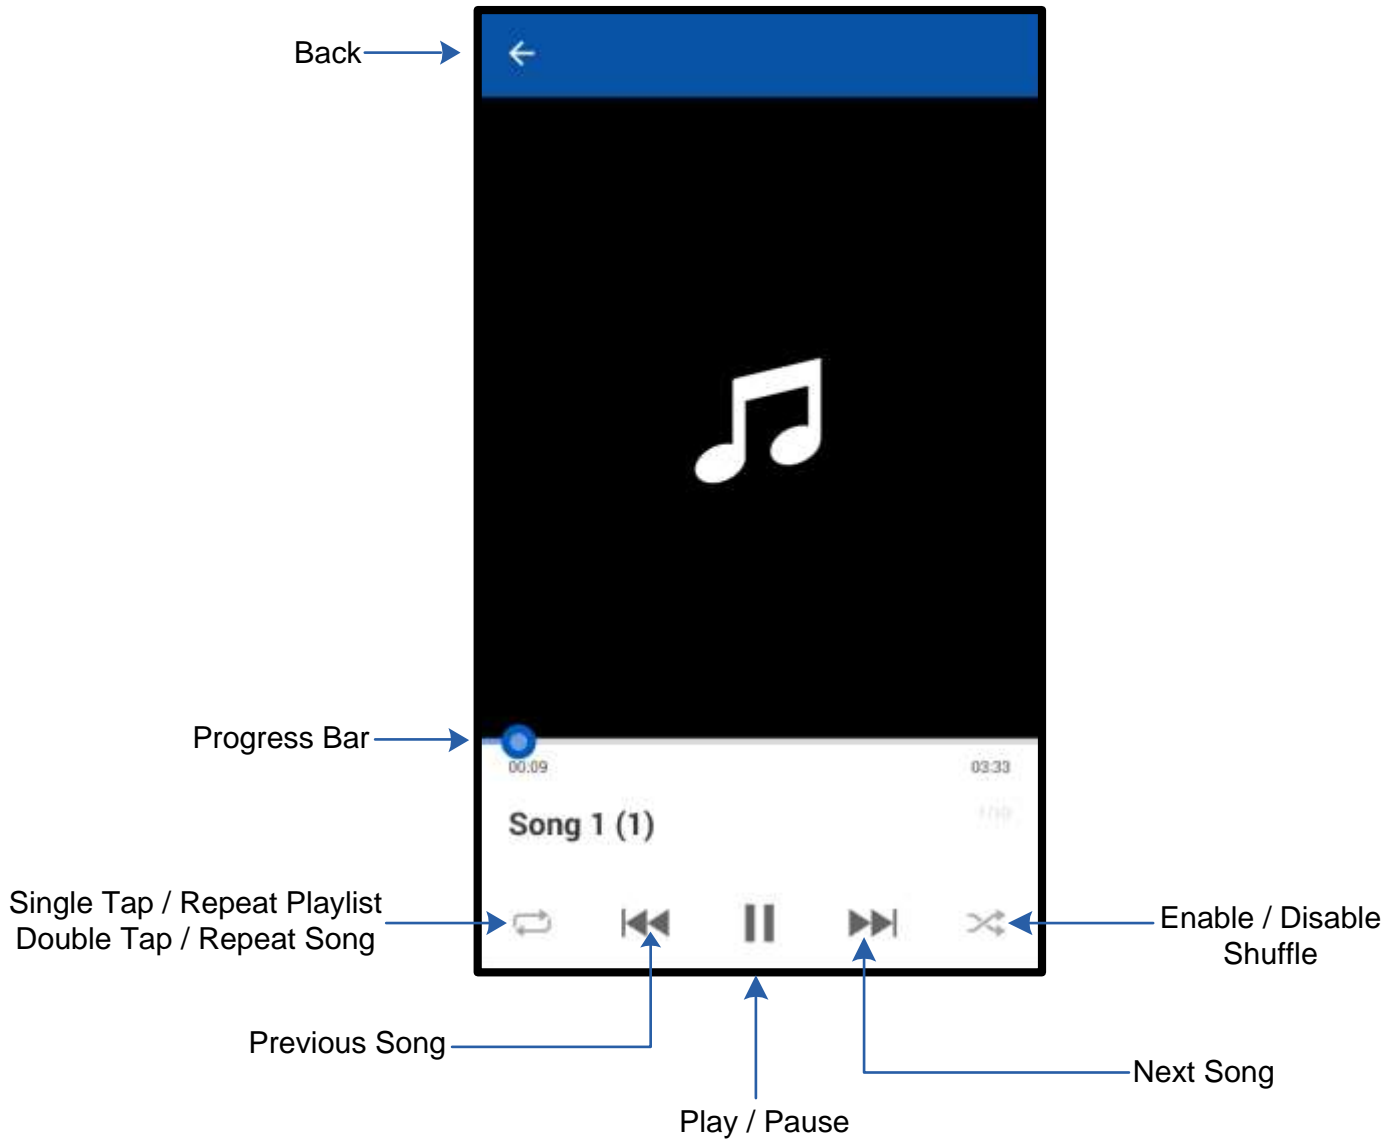 Back
Progress Bar
00:09
03:33
Song 1 (1)
Single Tap / Repeat Playlist
Double Tap / Repeat Song
Enable / Disable
Shuffle
Previous Song
Next Song
Play / Pause